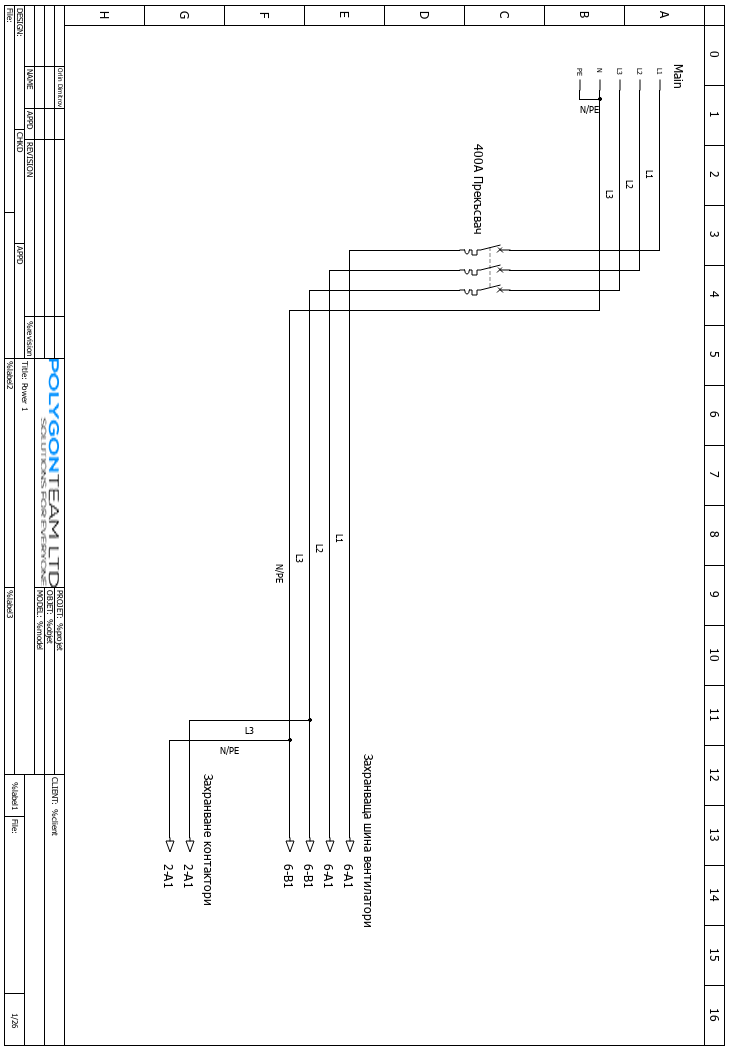 0 1 2 3 4 5 6 7 8 9 10 11 12 13 14 15 16
A
B
C
D
E
F
G
H
Main
L1
L2
L3
N
PE
N/PE
L1
L2
L3
400A Прекъсвач
L1
L2
L3
N/PE
L3
N/PE
Захранваща шина вентилатори
6-A1
6-A1
6-B1
6-B1
Захранване контактори
2-A1
2-A1
Orlin Dimitrov
NAME
APPD
REVISION
%revision
DESIGN:
CHKD
APPD
File:
POLYGONTEAM LTD
SOLUTIONS FOR EVERYONE
Title: Power 1
%label2
PROJET: %projet
OBJET: %objet
MODEL: %model
%label3
CLIENT: %client
%label1
File:
1/26